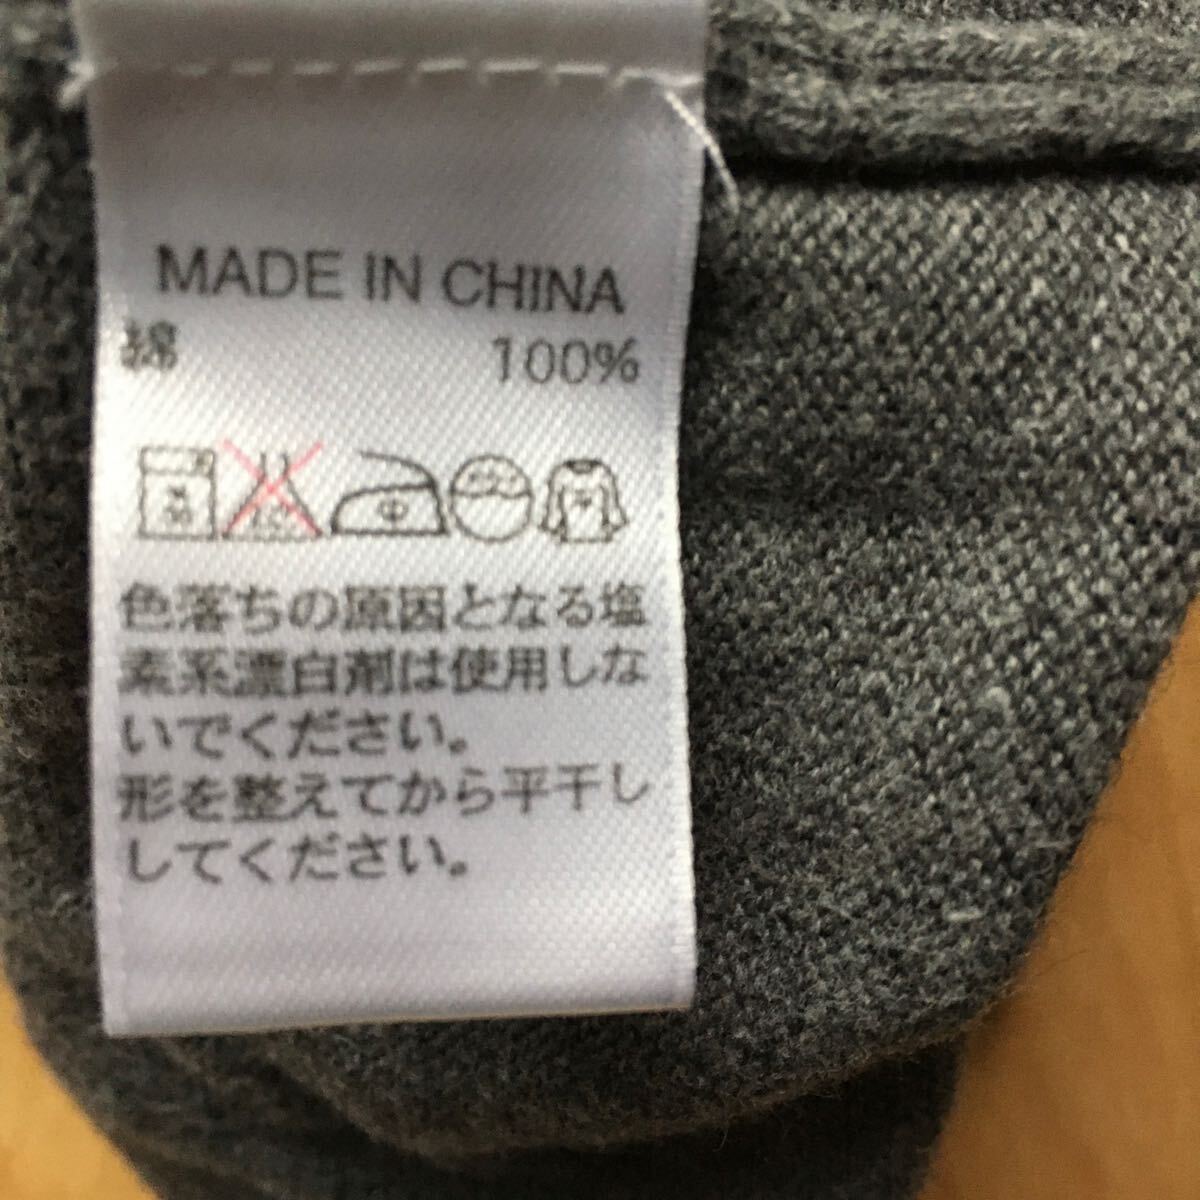 MADE IN CHINA
綿 100%
中
色落ちの原因となる塩
素系漂白剤は使用しな
いでください。
形を整えてから平干し
してください。